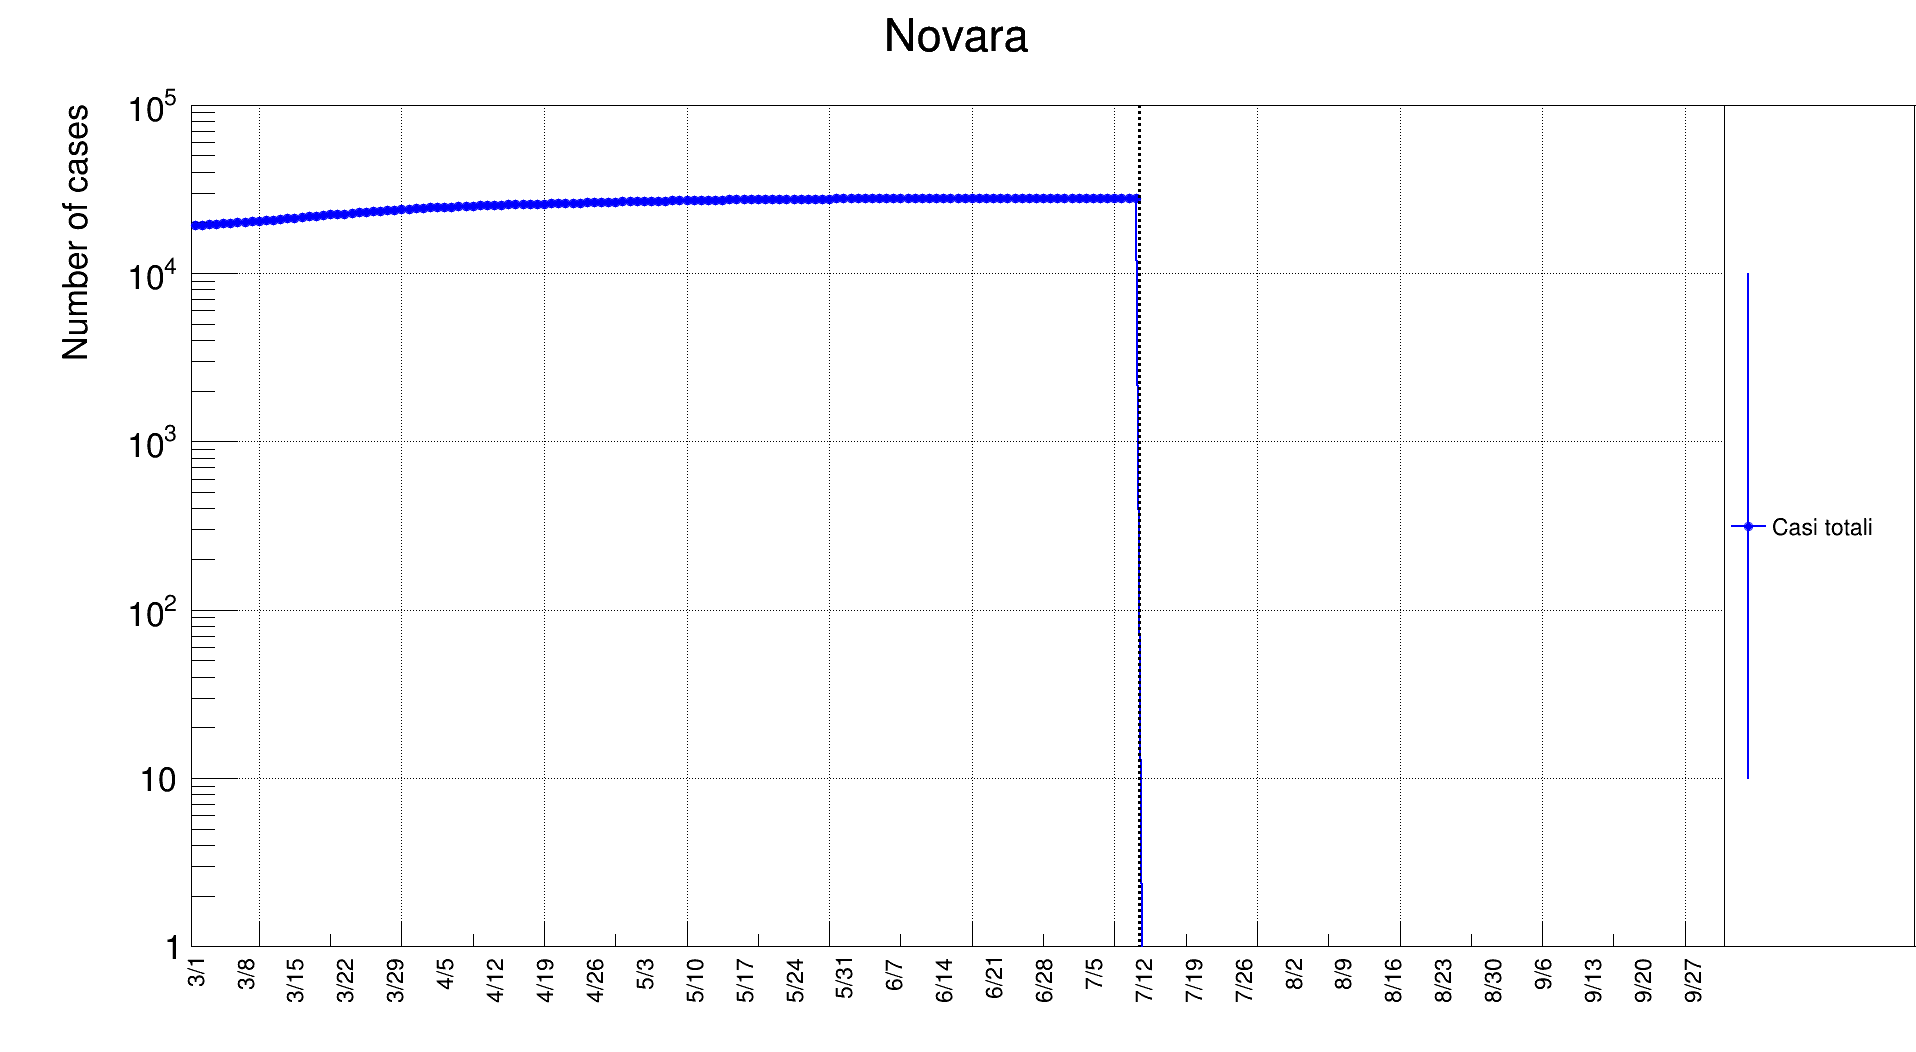 Novara
Number of cases
10^5
10^4
10^3
10^2
10
1
3/1 3/8 3/15 3/22 3/29 4/5 4/12 4/19 4/26 5/3 5/10 5/17 5/24 5/31 6/7 6/14 6/21 6/28 7/5 7/12 7/19 7/26 8/2 8/9 8/16 8/23 8/30 9/6 9/13 9/20 9/27
Casi totali